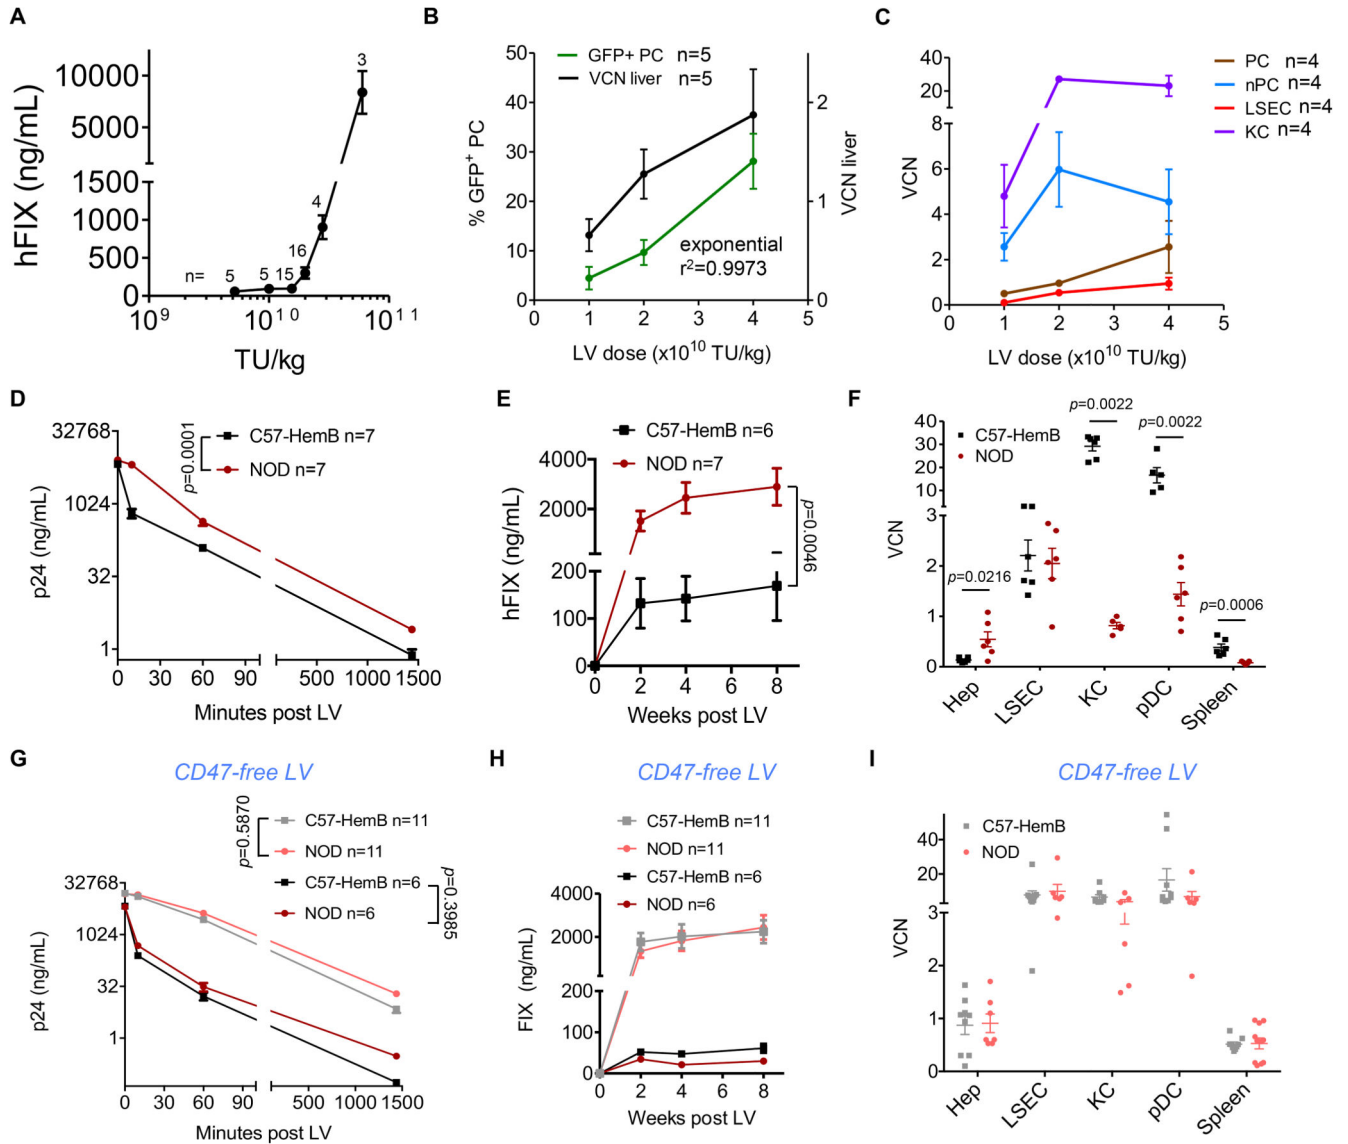 A
hFIX (ng/mL)
10000
5000
1500
1000
500
0
n= 5 5 15 16 4 3
10⁹ 10¹⁰ 10¹¹
TU/kg
B
GFP+ PC n=5
VCN liver n=5
% GFP⁺ PC
50
40
30
20
10
0
VCN liver
2
1
0
exponential
r²=0.9973
0 1 2 3 4 5
LV dose (x10¹⁰ TU/kg)
C
PC n=4
nPC n=4
LSEC n=4
KC n=4
VCN
40
20
8
6
4
2
0
0 1 2 3 4 5
LV dose (x10¹⁰ TU/kg)
D
p=0.0001
C57-HemB n=7
NOD n=7
p24 (ng/mL)
32768
1024
32
1
0 30 60 90 500 1000 1500
Minutes post LV
E
C57-HemB n=6
NOD n=7
hFIX (ng/mL)
4000
2000
200
100
0
p=0.0046
0 2 4 6 8
Weeks post LV
F
C57-HemB
NOD
VCN
40
30
20
10
3
2
1
0
p=0.0216
p=0.0022
p=0.0022
p=0.0006
Hep LSEC KC pDC Spleen
G
CD47-free LV
p=0.5870
C57-HemB n=11
NOD n=11
C57-HemB n=6
NOD n=6
p=0.3985
p24 (ng/mL)
32768
1024
32
1
0 30 60 90 500 1000 1500
Minutes post LV
H
CD47-free LV
C57-HemB n=11
NOD n=11
C57-HemB n=6
NOD n=6
FIX (ng/mL)
4000
2000
200
100
0
0 2 4 6 8
Weeks post LV
I
CD47-free LV
C57-HemB
NOD
VCN
40
20
3
2
1
0
Hep LSEC KC pDC Spleen